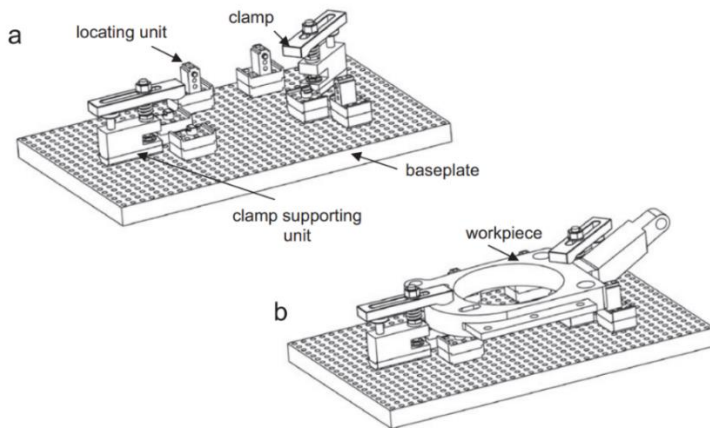 a
clamp
locating unit
baseplate
clamp supporting
unit
workpiece
b